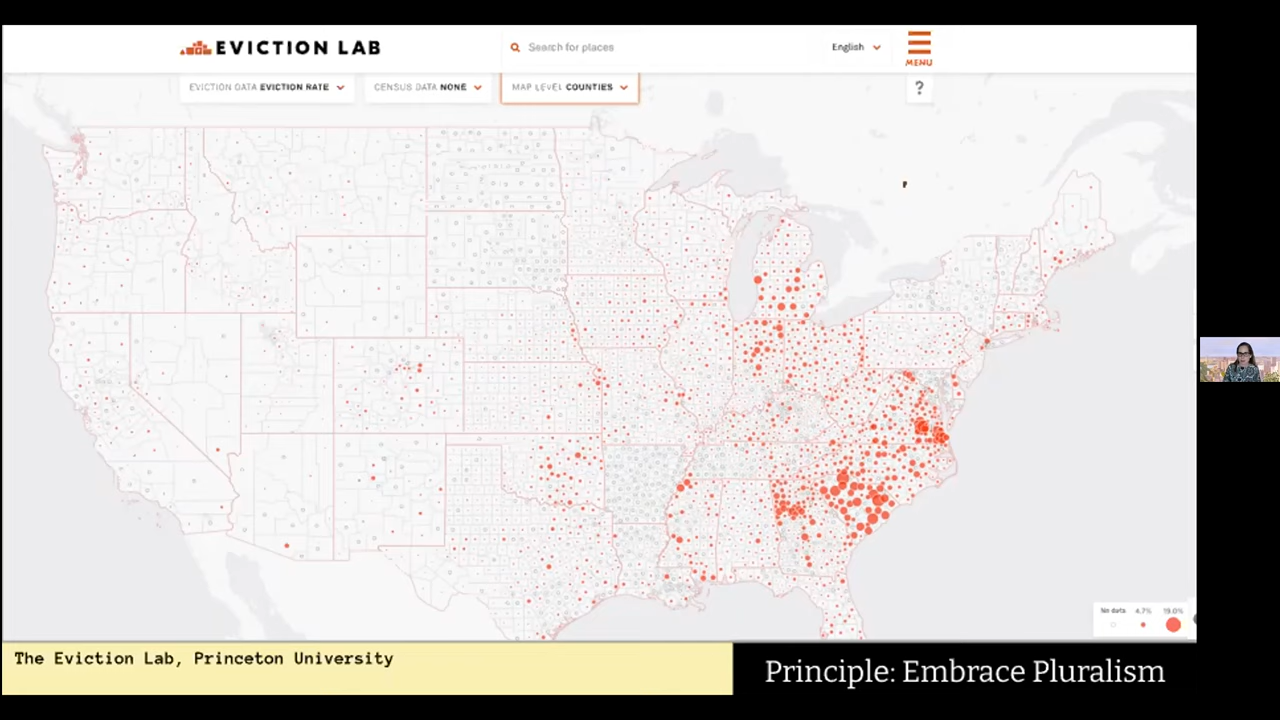 EVICTION LAB
Search for places
English
MENU
EVICTION DATA EVICTION RATE
CENSUS DATA NONE
MAP LEVEL COUNTIES
?
No data 4.7% 19.0%
The Eviction Lab, Princeton University
Principle: Embrace Pluralism